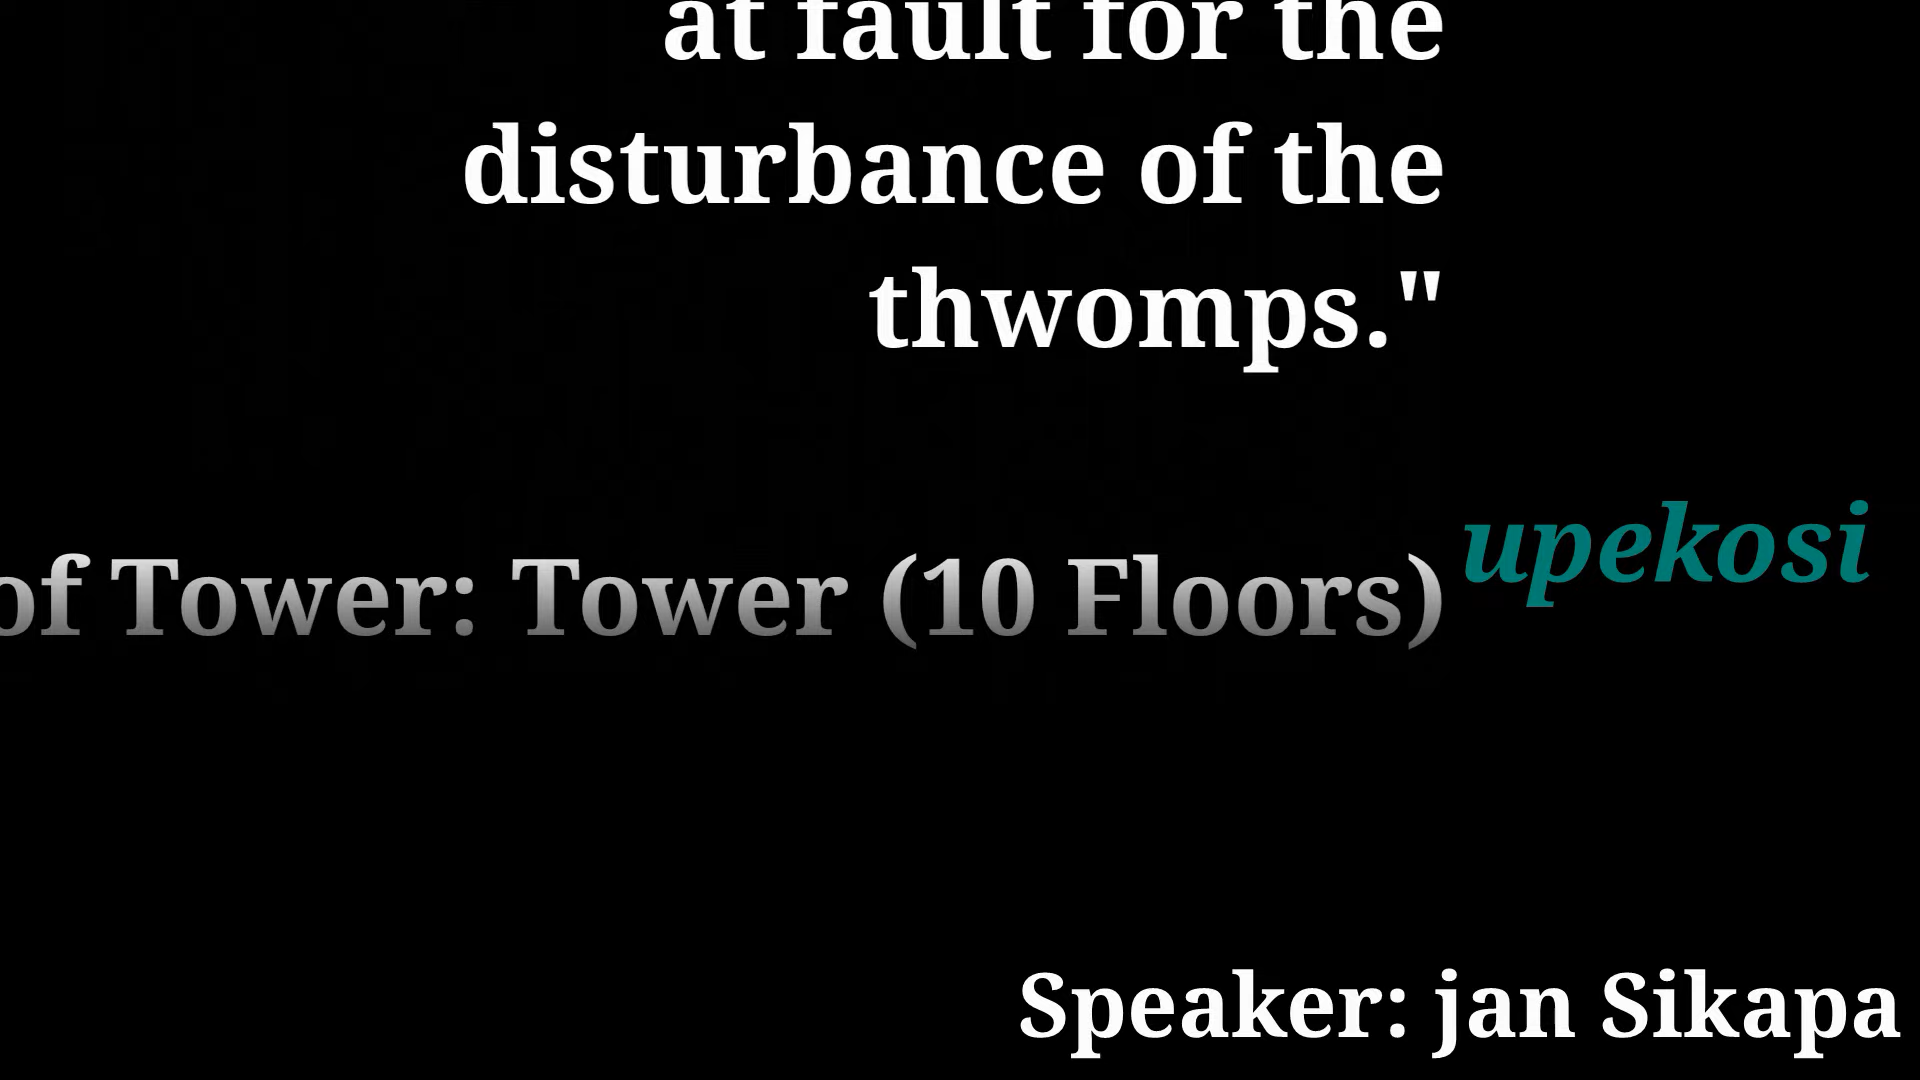 at fault for the
disturbance of the
thwomps."
upekosi
of Tower: Tower (10 Floors)
Speaker: jan Sikapa